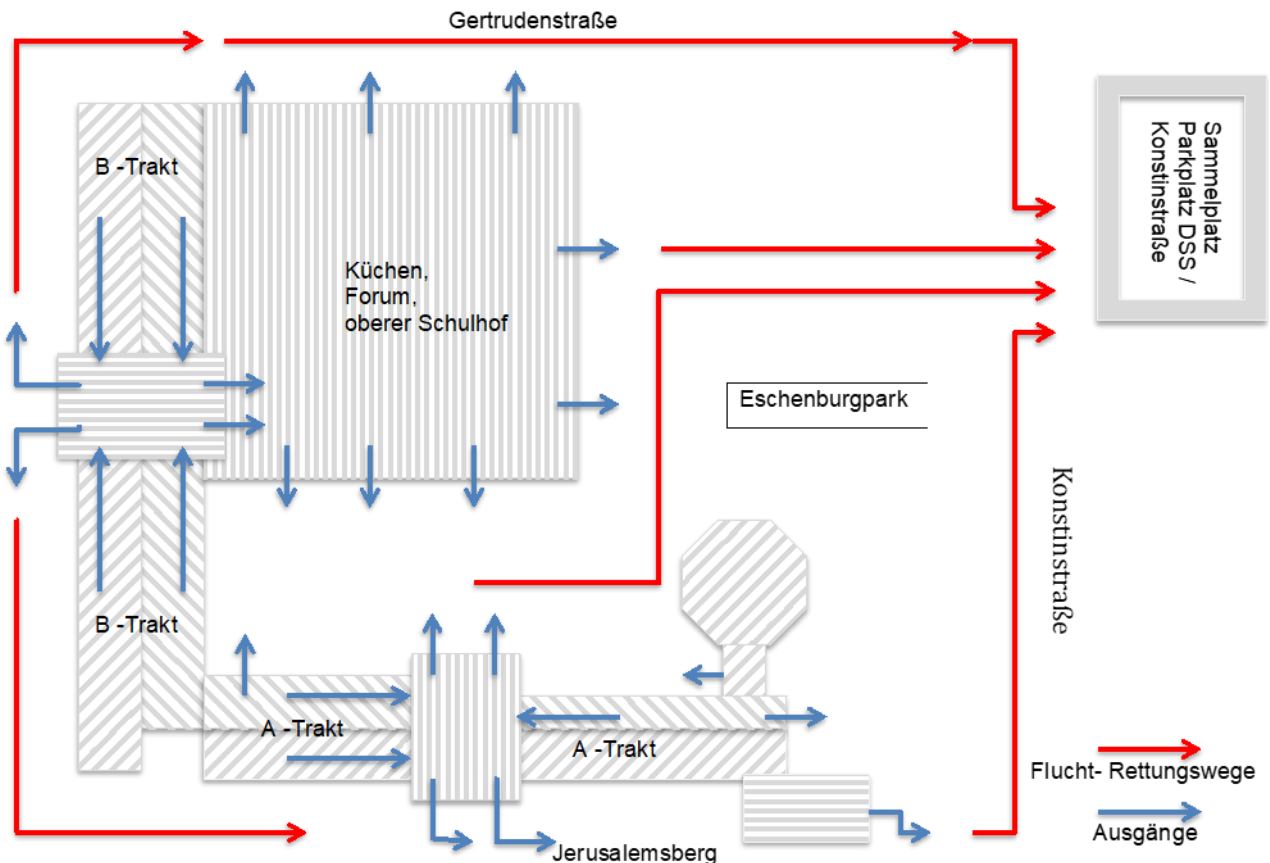 Gertrudenstraße
Sammelplatz
Parkplatz DSS /
Konstinstraße
B -Trakt
Küchen,
Forum,
oberer Schulhof
Eschenburgpark
Konstinstraße
B -Trakt
A -Trakt
A -Trakt
Flucht- Rettungswege
Ausgänge
Jerusalemsberg